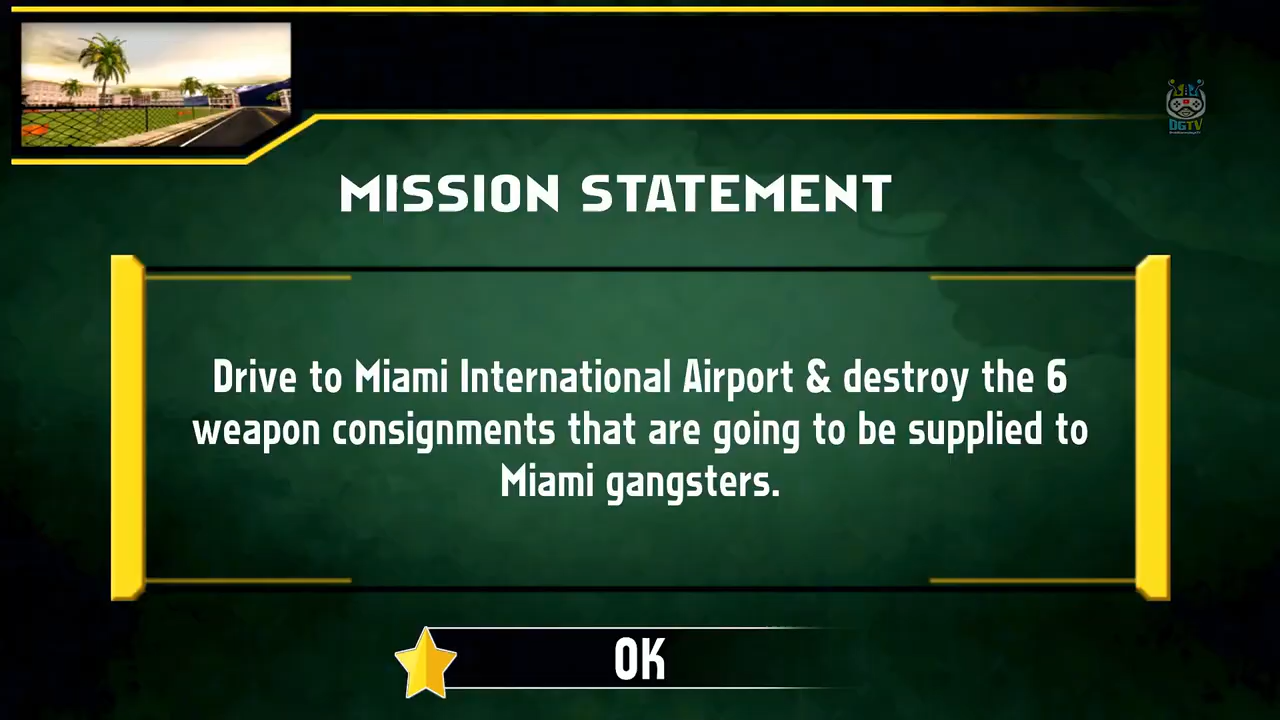 DGTV
MISSION STATEMENT
Drive to Miami International Airport & destroy the 6
weapon consignments that are going to be supplied to
Miami gangsters.
OK